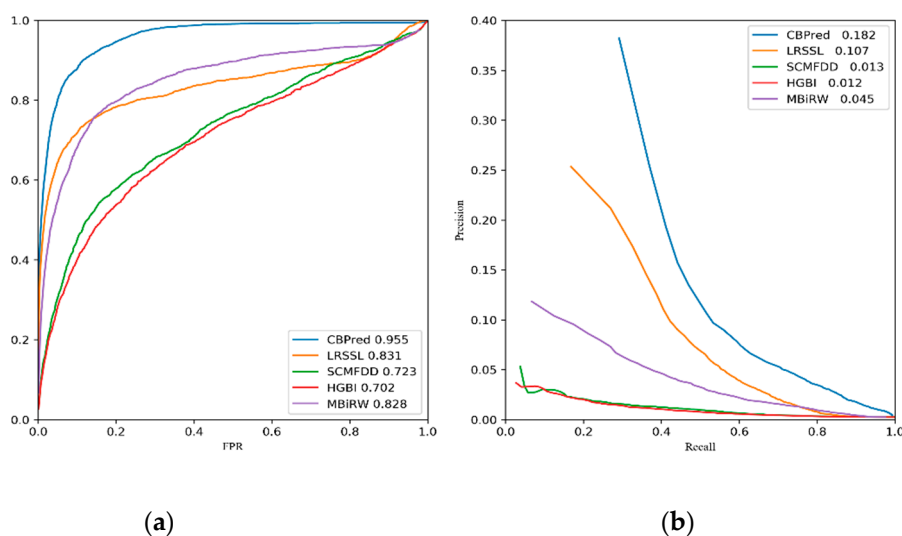 1.0
0.8
0.6
0.4
0.2
0.0
0.0 0.2 0.4 0.6 0.8 1.0
FPR
CBPred 0.955
LRSSL 0.831
SCMFDD 0.723
HGBI 0.702
MBiRW 0.828
(a)
0.40
0.35
0.30
0.25
0.20
0.15
0.10
0.05
0.00
Precision
0.0 0.2 0.4 0.6 0.8 1.0
Recall
CBPred 0.182
LRSSL 0.107
SCMFDD 0.013
HGBI 0.012
MBiRW 0.045
(b)